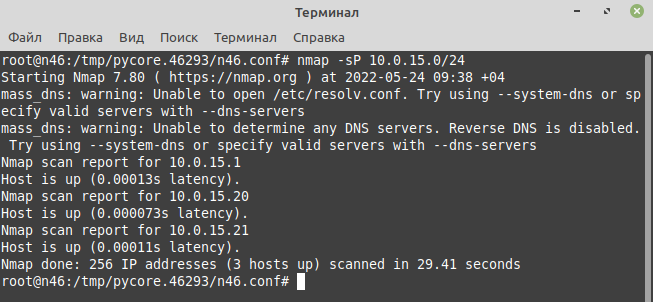 Терминал
Файл Правка Вид Поиск Терминал Справка
root@n46:/tmp/pycore.46293/n46.conf# nmap -sP 10.0.15.0/24
Starting Nmap 7.80 ( https://nmap.org ) at 2022-05-24 09:38 +04
mass_dns: warning: Unable to open /etc/resolv.conf. Try using --system-dns or sp
ecify valid servers with --dns-servers
mass_dns: warning: Unable to determine any DNS servers. Reverse DNS is disabled.
 Try using --system-dns or specify valid servers with --dns-servers
Nmap scan report for 10.0.15.1
Host is up (0.00013s latency).
Nmap scan report for 10.0.15.20
Host is up (0.000073s latency).
Nmap scan report for 10.0.15.21
Host is up (0.00011s latency).
Nmap done: 256 IP addresses (3 hosts up) scanned in 29.41 seconds
root@n46:/tmp/pycore.46293/n46.conf#